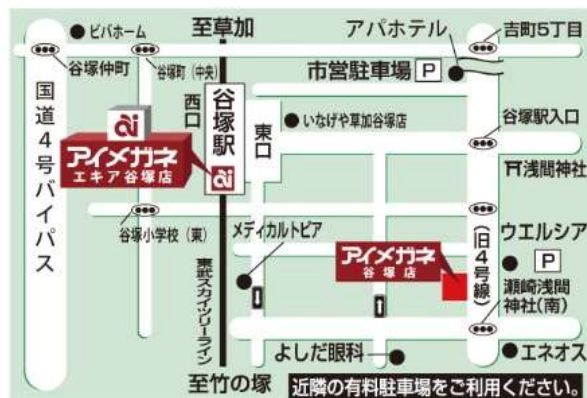 ビバホーム
至草加
アパホテル
吉町5丁目
谷塚仲町
谷塚町（中央）
市営駐車場 P
国道4号バイパス
西口
谷塚駅
東口
いなげや草加谷塚店
谷塚駅入口
ai
アイメガネ
エキア谷塚店
ai
浅間神社
谷塚小学校（東）
メディカルトピア
アイメガネ
谷塚店
（旧4号線）
ウエルシア
P
東武スカイツリーライン
瀬崎浅間
神社(南)
よしだ眼科
エネオス
至竹の塚
近隣の有料駐車場をご利用ください。